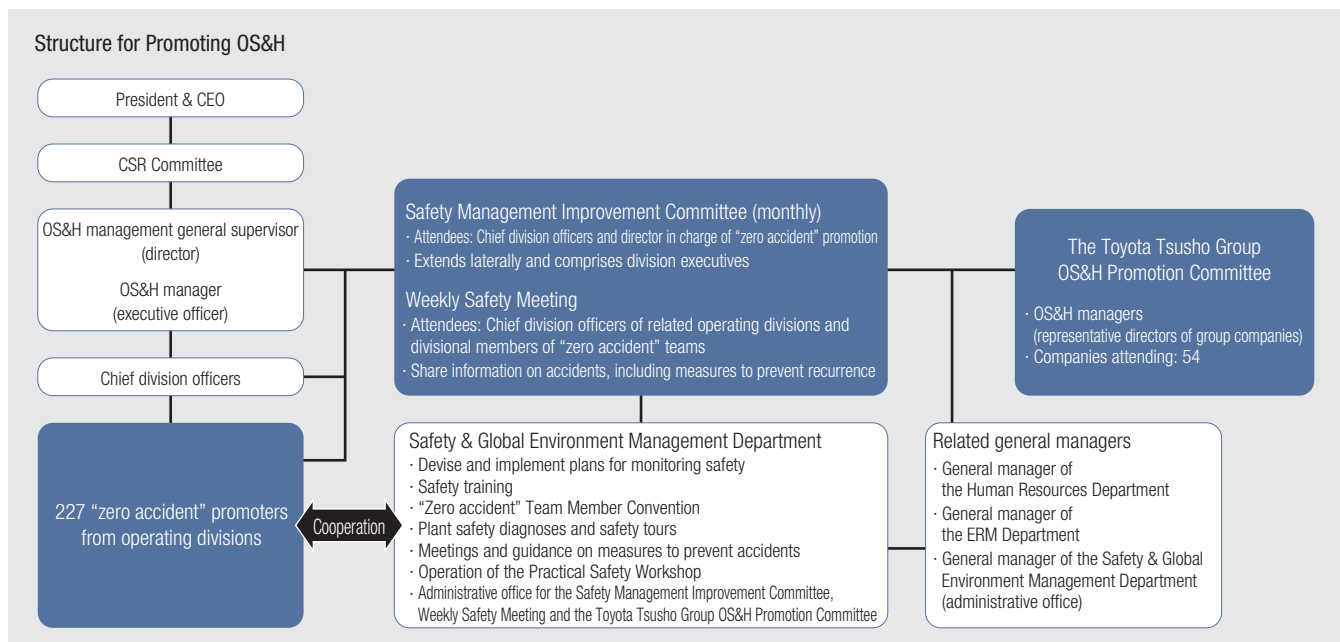 Structure for Promoting OS&H
President & CEO
CSR Committee
OS&H management general supervisor
(director)
OS&H manager
(executive officer)
Chief division officers
227 “zero accident” promoters
from operating divisions
Cooperation
Safety Management Improvement Committee (monthly)
· Attendees: Chief division officers and director in charge of “zero accident” promotion
· Extends laterally and comprises division executives
Weekly Safety Meeting
· Attendees: Chief division officers of related operating divisions and
divisional members of “zero accident” teams
· Share information on accidents, including measures to prevent recurrence
Safety & Global Environment Management Department
· Devise and implement plans for monitoring safety
· Safety training
· “Zero accident” Team Member Convention
· Plant safety diagnoses and safety tours
· Meetings and guidance on measures to prevent accidents
· Operation of the Practical Safety Workshop
· Administrative office for the Safety Management Improvement Committee,
Weekly Safety Meeting and the Toyota Tsusho Group OS&H Promotion Committee
The Toyota Tsusho Group
OS&H Promotion Committee
· OS&H managers
(representative directors of group companies)
· Companies attending: 54
Related general managers
· General manager of
the Human Resources Department
· General manager of
the ERM Department
· General manager of the Safety & Global
Environment Management Department
(administrative office)